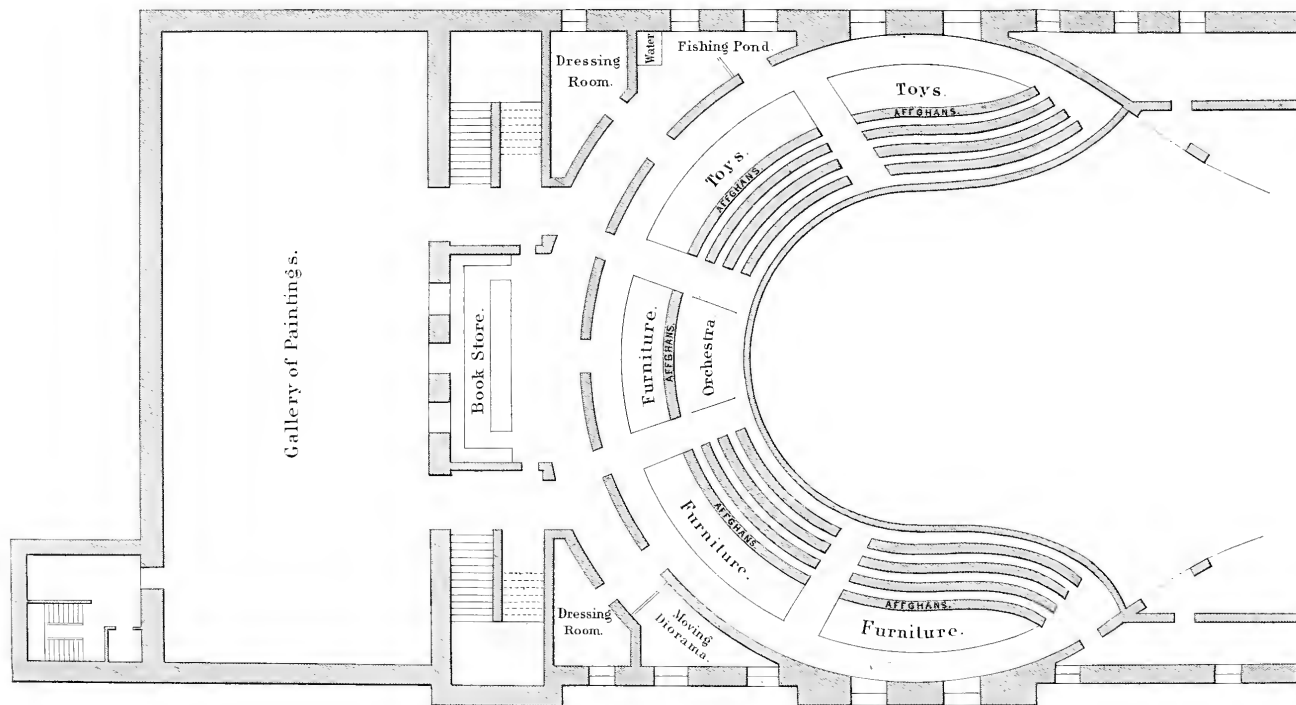 Dressing
Room.
Water
Fishing Pond.
Toys.
AFFGHANS.
Toys.
AFFGHANS.
Gallery of Paintings.
Book Store.
Furniture.
AFFGHANS.
Orchestra
Furniture.
AFFGHANS.
Furniture.
AFFGHANS.
Dressing
Room.
Moving
Diorama.